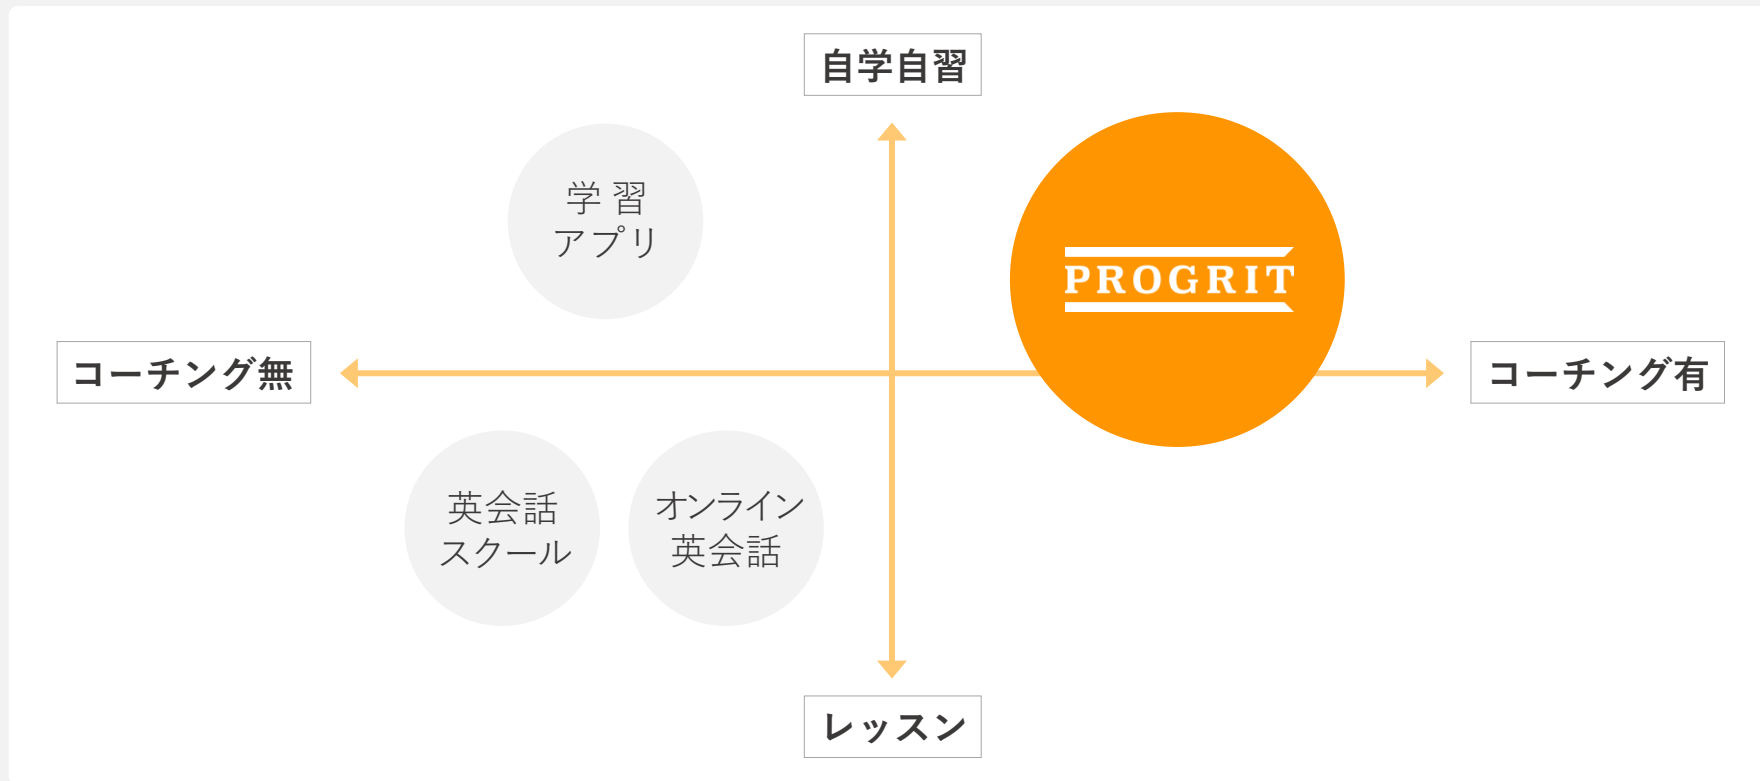 自学自習
学習
アプリ
PROGRIT
コーチング無
コーチング有
英会話
スクール
オンライン
英会話
レッスン